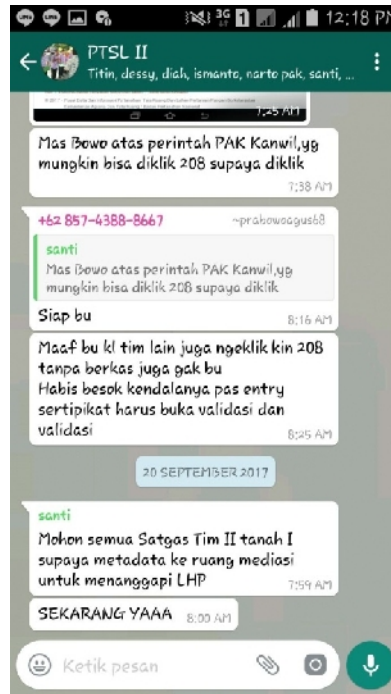 3G 1 12:18 PM
PTSL II
Titin, dessy, diah, ismanto, narto pak, santi, ...
7:25 AM
Mas Bowo atas perintah PAK Kanwil,yg
mungkin bisa diklik 208 supaya diklik
7:38 AM
+62 857-4388-8667 ~prabowoagus68
santi
Mas Bowo atas perintah PAK Kanwil,yg
mungkin bisa diklik 208 supaya diklik
Siap bu
8:16 AM
Maaf bu kl tim lain juga ngeklik kin 208
tanpa berkas juga gak bu
Habis besok kendalanya pas entry
sertipikat harus buka validasi dan
validasi
8:25 AM
20 SEPTEMBER 2017
santi
Mohon semua Satgas Tim II tanah I
supaya metadata ke ruang mediasi
untuk menanggapi LHP
7:59 AM
SEKARANG YAAA 8:00 AM
Ketik pesan